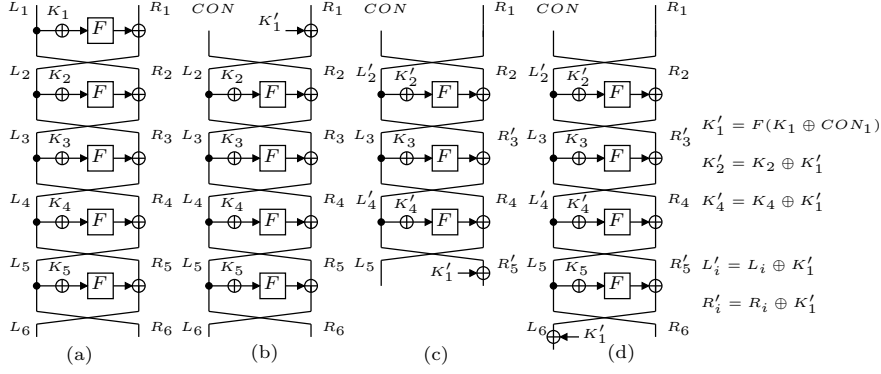 L₁ K₁ F R₁ CON K′₁ R₁ CON R₁ CON R₁
L₂ K₂ F R₂ L₂ K₂ F R₂ L′₂ K′₂ F R₂ L′₂ K′₂ F R₂
K′₁ = F(K₁ ⊕ CON₁)
L₃ K₃ F R₃ L₃ K₃ F R₃ L₃ K₃ F R′₃ L₃ K₃ F R′₃
K′₂ = K₂ ⊕ K′₁
L₄ K₄ F R₄ L₄ K₄ F R₄ L′₄ K′₄ F R₄ L′₄ K′₄ F R₄
K′₄ = K₄ ⊕ K′₁
L₅ K₅ F R₅ L₅ K₅ F R₅ L₅ K′₁ R′₅ L₅ K₅ F R′₅
L′ᵢ = Lᵢ ⊕ K′₁
R′ᵢ = Rᵢ ⊕ K′₁
L₆ R₆ L₆ R₆ L₆ K′₁ R₆
(a) (b) (c) (d)